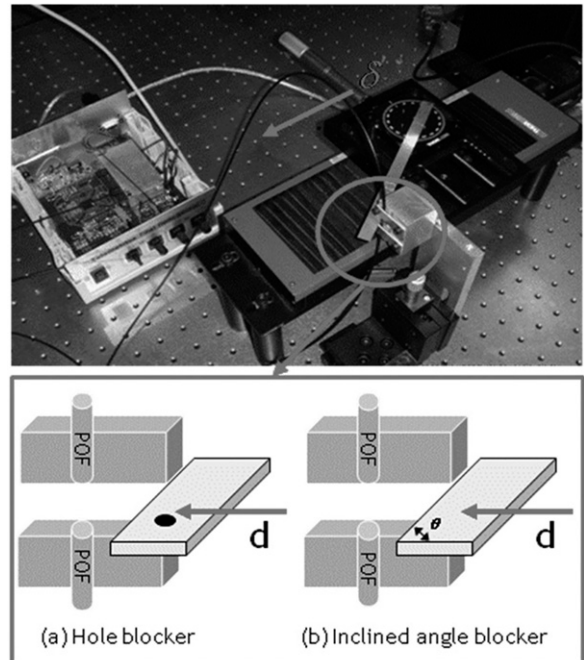 POF
POF
d
(a) Hole blocker
POF
POF
θ
d
(b) Inclined angle blocker